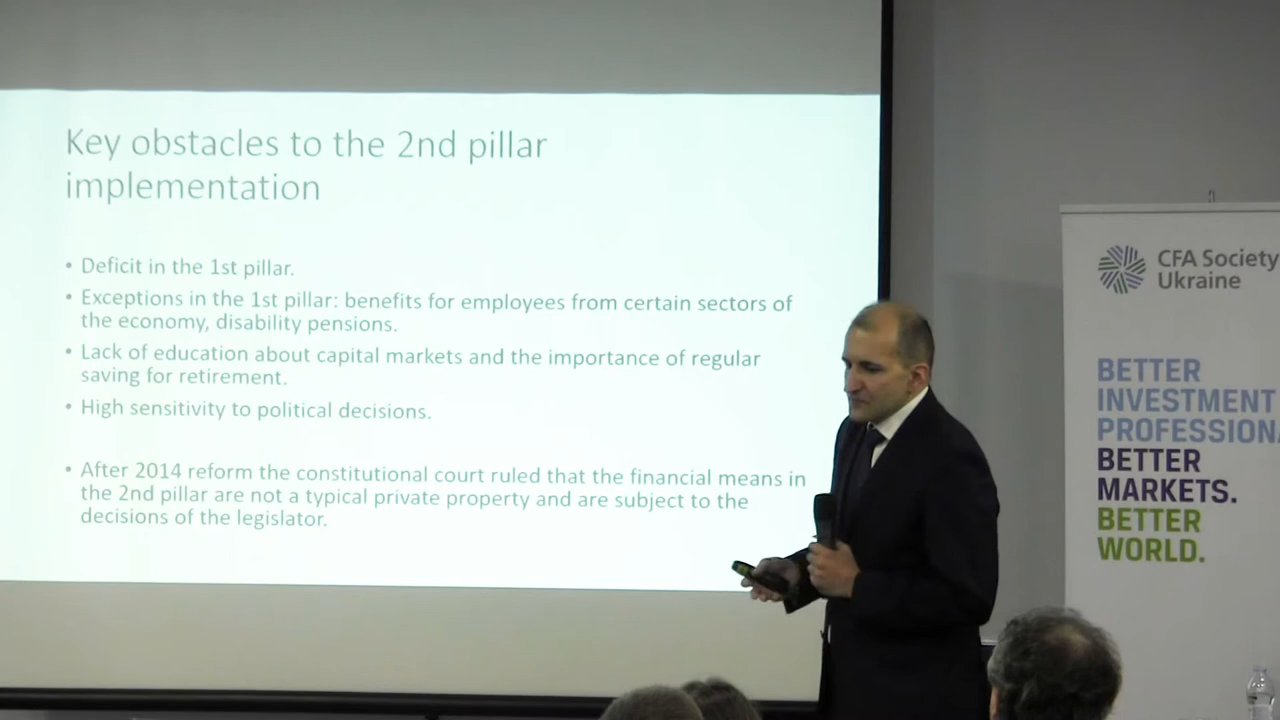 Key obstacles to the 2nd pillar
implementation
• Deficit in the 1st pillar.
• Exceptions in the 1st pillar: benefits for employees from certain sectors of
the economy, disability pensions.
• Lack of education about capital markets and the importance of regular
saving for retirement.
• High sensitivity to political decisions.
• After 2014 reform the constitutional court ruled that the financial means in
the 2nd pillar are not a typical private property and are subject to the
decisions of the legislator.
CFA Society
Ukraine
BETTER
INVESTMENT
PROFESSIONA
BETTER
MARKETS.
BETTER
WORLD.